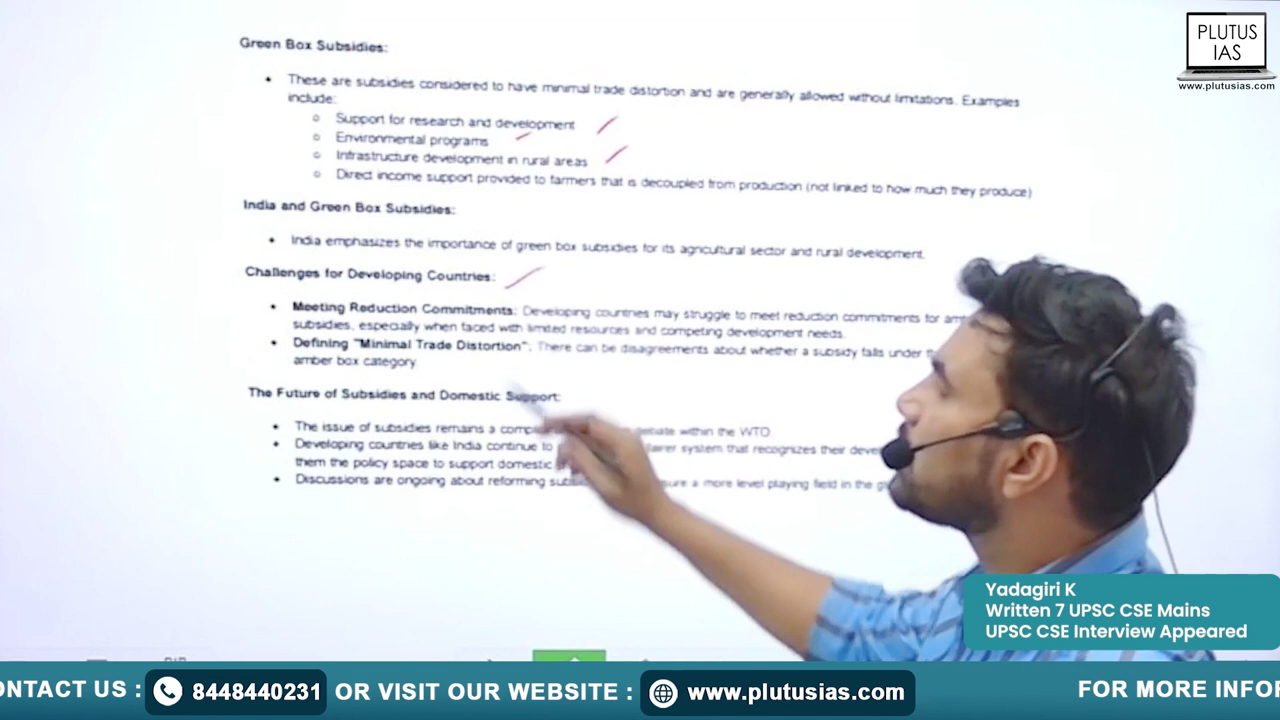 PLUTUS
IAS
www.plutusias.com
Green Box Subsidies:
• These are subsidies considered to have minimal trade distortion and are generally allowed without limitations. Examples
include:
o Support for research and development
o Environmental programs
o Infrastructure development in rural areas
o Direct income support provided to farmers that is decoupled from production (not linked to how much they produce)
India and Green Box Subsidies:
• India emphasizes the importance of green box subsidies for its agricultural sector and rural development.
Challenges for Developing Countries:
• Meeting Reduction Commitments: Developing countries may struggle to meet reduction commitments for
subsidies, especially when faced with limited resources and competing development needs.
• Defining "Minimal Trade Distortion": There can be disagreements about whether a subsidy falls under
amber box category.
The Future of Subsidies and Domestic Support:
• The issue of subsidies remains a debate within the WTO
• Developing countries like India continue to system that recognizes their
them the policy space to support domestic
• Discussions are ongoing about reforming a more level playing field in the
Yadagiri K
Written 7 UPSC CSE Mains
UPSC CSE Interview Appeared
ONTACT US : 8448440231 OR VISIT OUR WEBSITE : www.plutusias.com FOR MORE INFOR